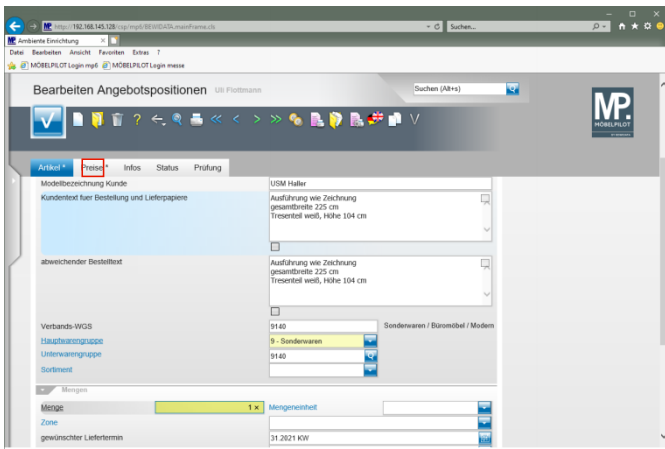 http://192.168.145.128/csp/mp6/BEWIDATA.mainFrame.cls
Suchen...
Ambiente Einrichtung
Datei Bearbeiten Ansicht Favoriten Extras ?
MÖBELPILOT Login mp6 MÖBELPILOT Login messe
Bearbeiten Angebotspositionen Uli Flottmann
Suchen (Alt+s)
MP.
MÖBELPILOT
Artikel * Preise * Infos Status Prüfung
Modellbezeichnung Kunde USM Haller
Kundentext fuer Bestellung und Lieferpapiere Ausführung wie Zeichnung
gesamtbreite 225 cm
Tresenteil weiß, Höhe 104 cm
abweichender Bestelltext Ausführung wie Zeichnung
gesamtbreite 225 cm
Tresenteil weiß, Höhe 104 cm
Verbands-WGS 9140 Sonderwaren / Büromöbel / Modern
Hauptwarengruppe 9 - Sonderwaren
Unterwarengruppe 9140
Sortiment
Mengen
Menge 1 Mengeneinheit
Zone
gewünschter Liefertermin 31.2021 KW